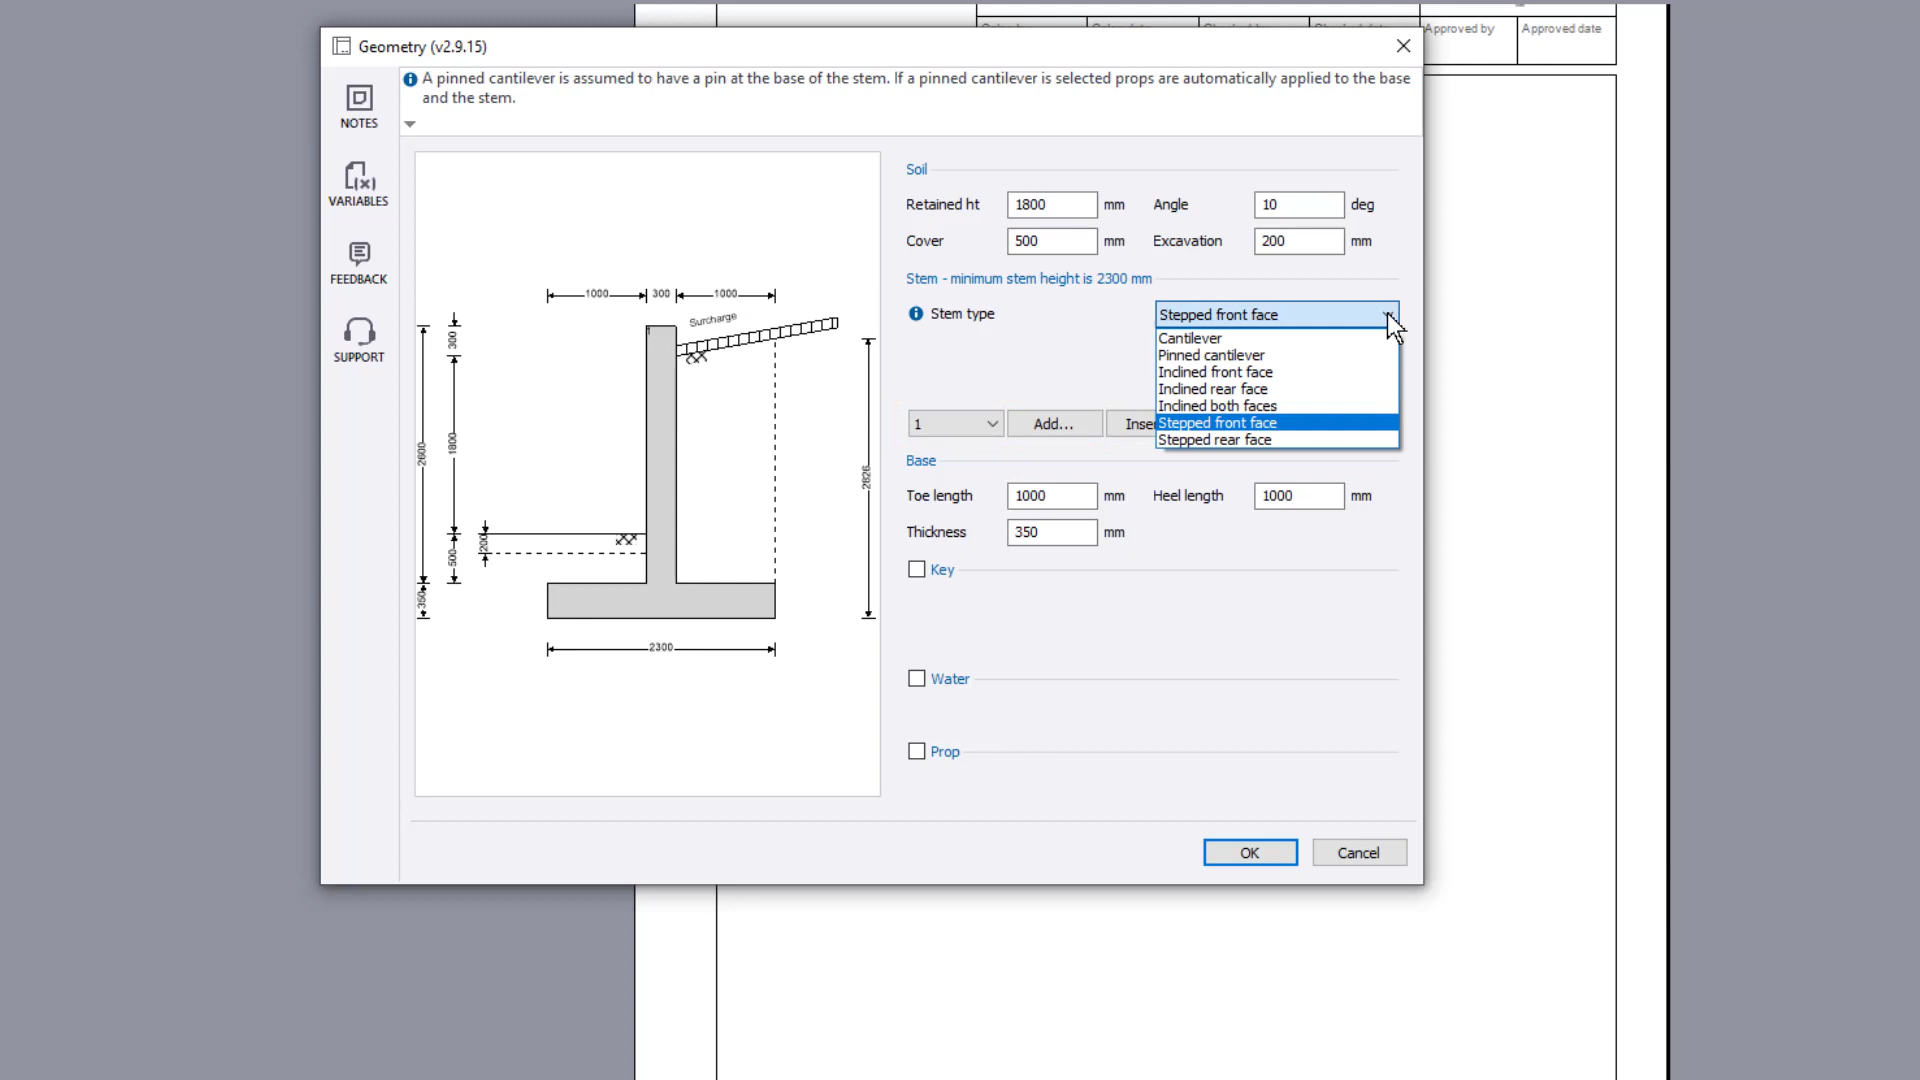 Approved by
Approved date
Geometry (v2.9.15)
A pinned cantilever is assumed to have a pin at the base of the stem. If a pinned cantilever is selected props are automatically applied to the base
and the stem.
NOTES
VARIABLES
FEEDBACK
SUPPORT
1000
300
1000
Surcharge
300
2600
1800
200
500
350
2826
2300
Soil
Retained ht 1800 mm Angle 10 deg
Cover 500 mm Excavation 200 mm
Stem - minimum stem height is 2300 mm
Stem type Stepped front face
Cantilever
Pinned cantilever
Inclined front face
Inclined rear face
Inclined both faces
Stepped front face
Stepped rear face
1 Add...
Base
Toe length 1000 mm Heel length 1000 mm
Thickness 350 mm
Key
Water
Prop
OK Cancel